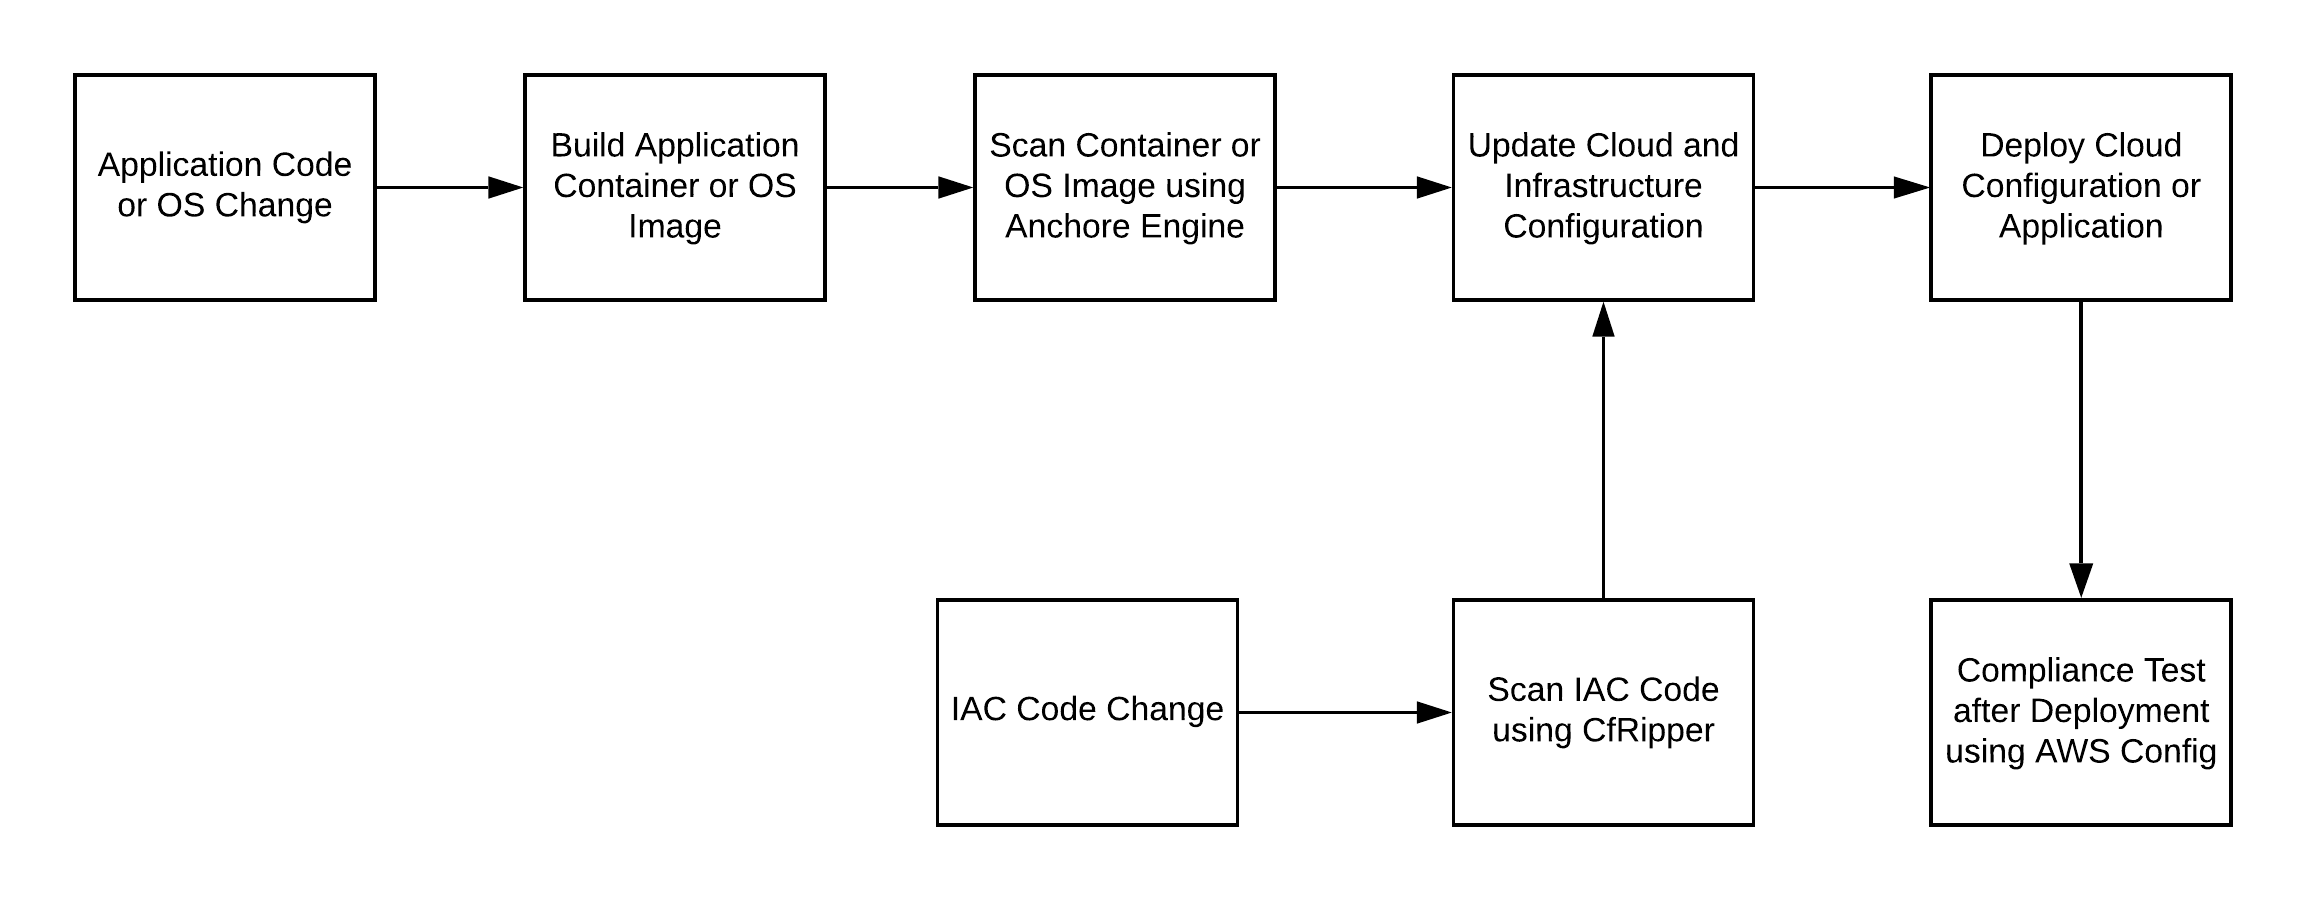 Application Code
or OS Change
Build Application
Container or OS
Image
Scan Container or
OS Image using
Anchore Engine
Update Cloud and
Infrastructure
Configuration
Deploy Cloud
Configuration or
Application
IAC Code Change
Scan IAC Code
using CfRipper
Compliance Test
after Deployment
using AWS Config